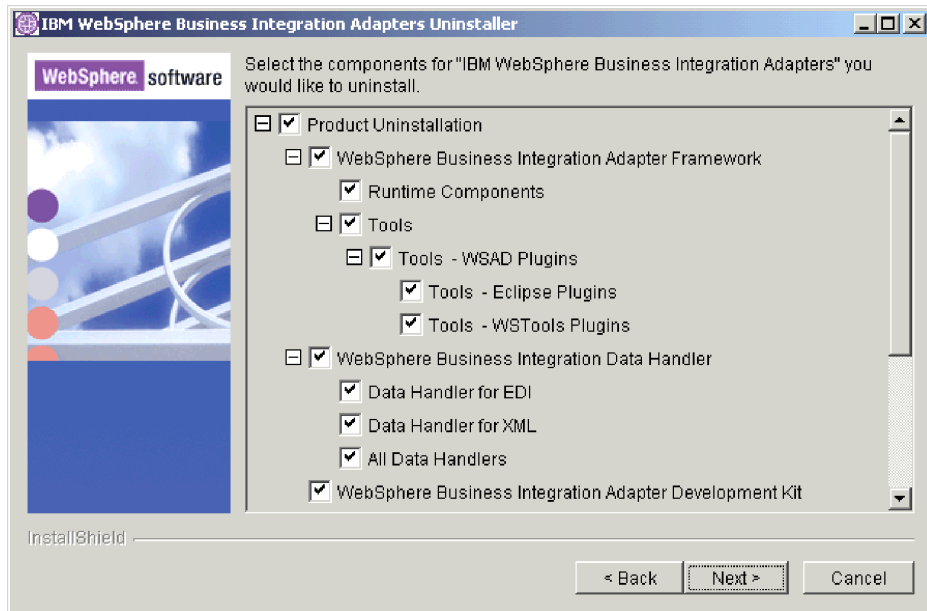 IBM WebSphere Business Integration Adapters Uninstaller
WebSphere. software
Select the components for "IBM WebSphere Business Integration Adapters" you
would like to uninstall.
Product Uninstallation
WebSphere Business Integration Adapter Framework
Runtime Components
Tools
Tools - WSAD Plugins
Tools - Eclipse Plugins
Tools - WSTools Plugins
WebSphere Business Integration Data Handler
Data Handler for EDI
Data Handler for XML
All Data Handlers
WebSphere Business Integration Adapter Development Kit
InstallShield
< Back
Next >
Cancel